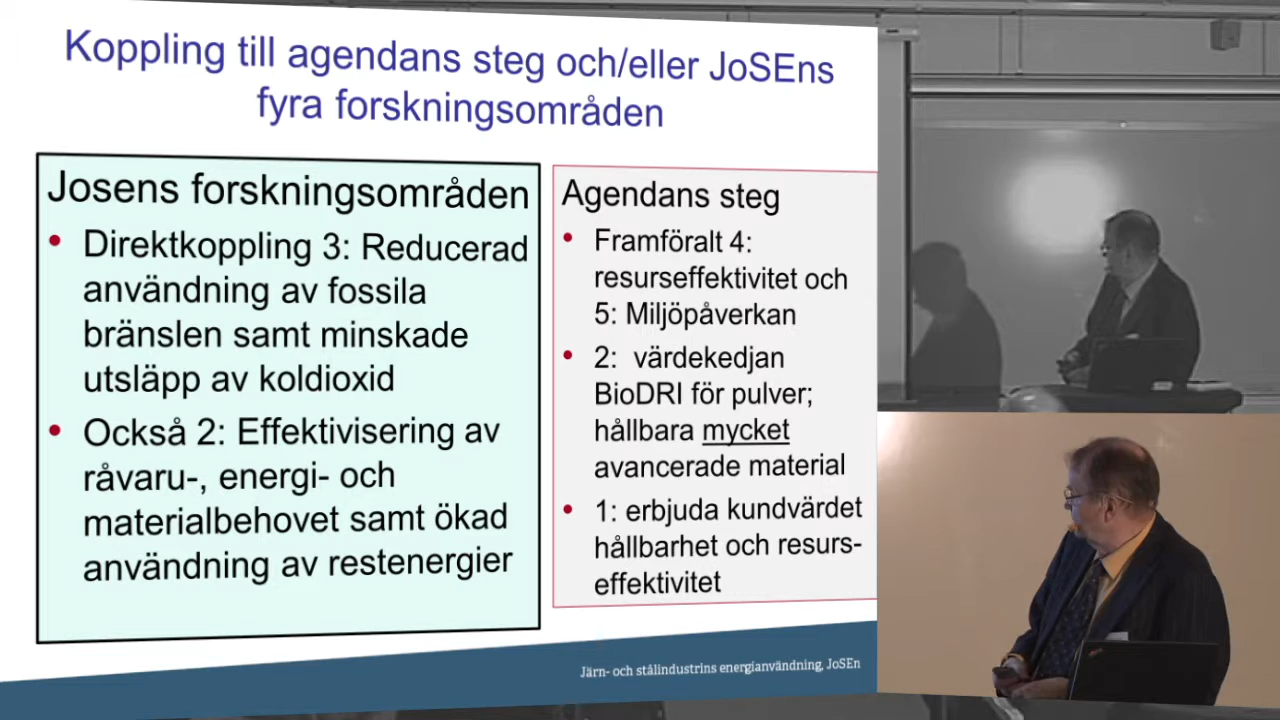 Koppling till agendans steg och/eller JoSEns
fyra forskningsområden
Josens forskningsområden
• Direktkoppling 3: Reducerad
användning av fossila
bränslen samt minskade
utsläpp av koldioxid
• Också 2: Effektivisering av
råvaru-, energi- och
materialbehovet samt ökad
användning av restenergier
Agendans steg
• Framföralt 4:
resurseffektivitet och
5: Miljöpåverkan
• 2: värdekedjan
BioDRI för pulver;
hållbara mycket
avancerade material
• 1: erbjuda kundvärdet
hållbarhet och resurs-
effektivitet
Järn- och stålindustrins energianvändning, JoSEn